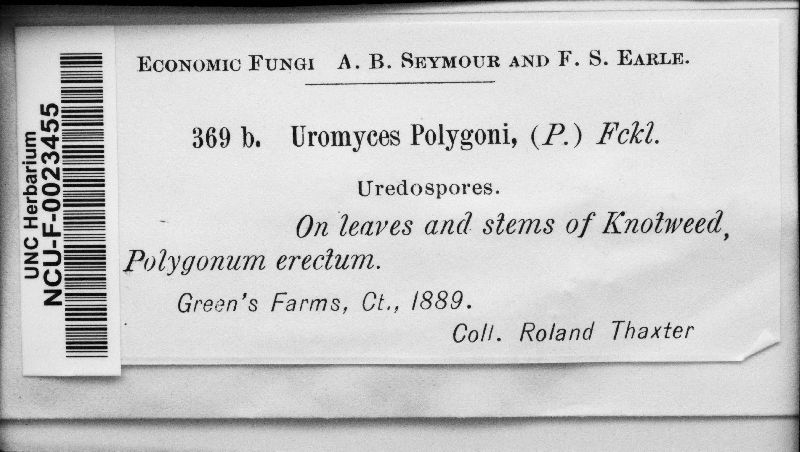 UNC Herbarium
NCU-F-0023455
Economic Fungi A. B. Seymour and F. S. Earle.
369 b. Uromyces Polygoni, (P.) Fckl.
Uredospores.
On leaves and stems of Knotweed,
Polygonum erectum.
Green's Farms, Ct., 1889.
Coll. Roland Thaxter